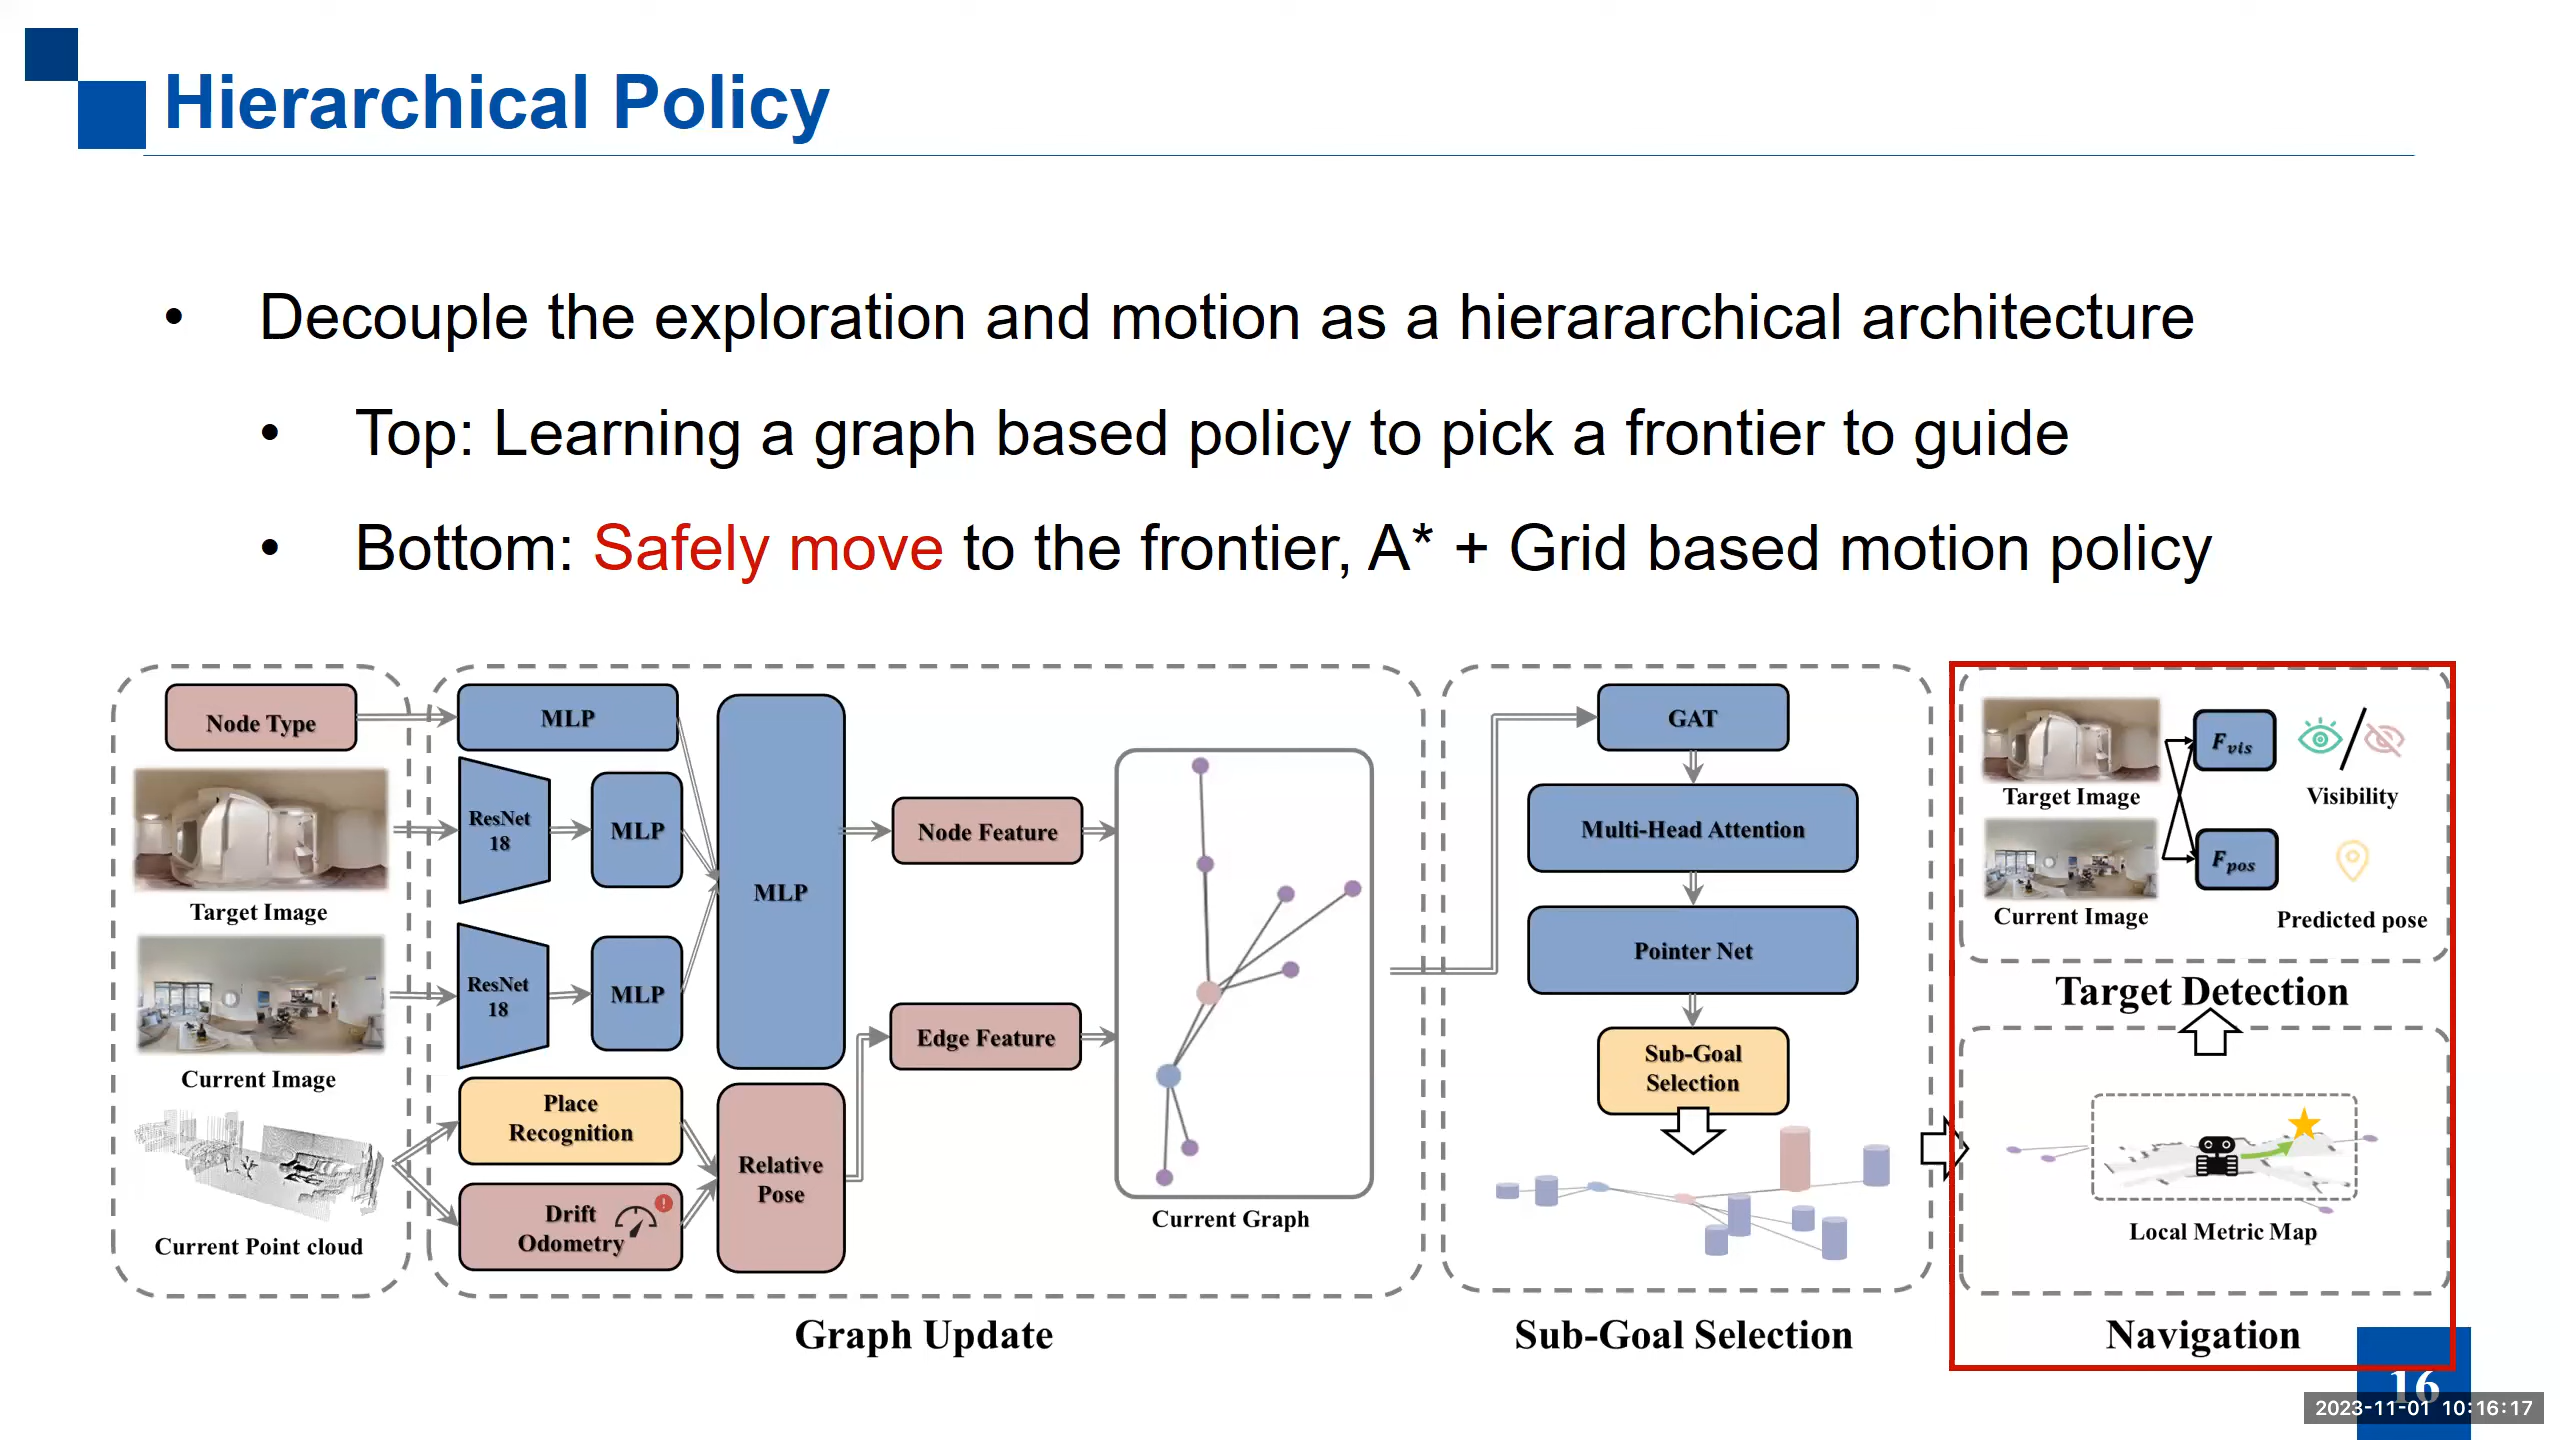 Hierarchical Policy
• Decouple the exploration and motion as a hierararchical architecture
• Top: Learning a graph based policy to pick a frontier to guide
• Bottom: Safely move to the frontier, A* + Grid based motion policy
Node Type
Target Image
Current Image
Current Point cloud
MLP
ResNet
18
MLP
ResNet
18
MLP
MLP
Place
Recognition
Drift
Odometry
!
Relative
Pose
Node Feature
Edge Feature
Current Graph
Graph Update
GAT
Multi-Head Attention
Pointer Net
Sub-Goal
Selection
Sub-Goal Selection
Target Image
Current Image
Fvis
Fpos
Visibility
Predicted pose
Target Detection
Local Metric Map
Navigation
16
2023-11-01 10:16:17